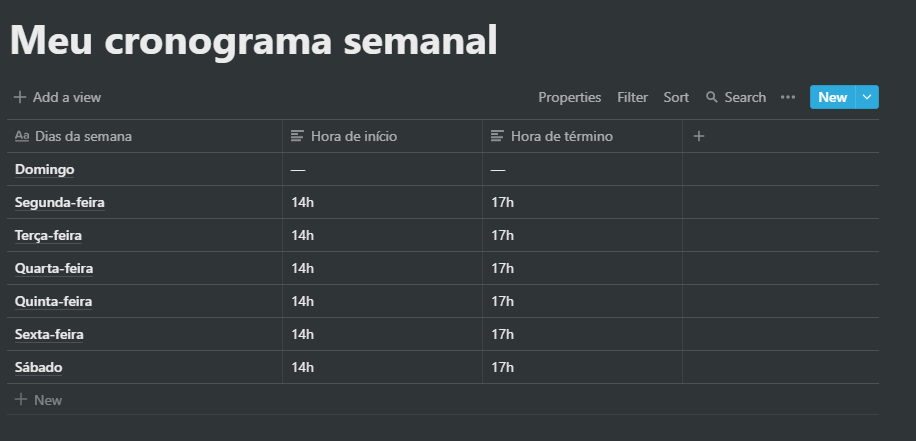 Meu cronograma semanal
+ Add a view Properties Filter Sort Search ••• New
Aa Dias da semana Hora de início Hora de término +
Domingo — —
Segunda-feira 14h 17h
Terça-feira 14h 17h
Quarta-feira 14h 17h
Quinta-feira 14h 17h
Sexta-feira 14h 17h
Sábado 14h 17h
+ New